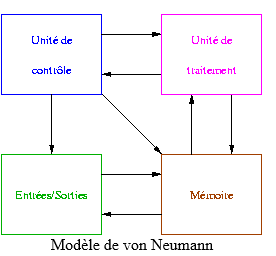 Unité de
contrôle
Unité de
traitement
Entrées/Sorties
Mémoire
Modèle de von Neumann